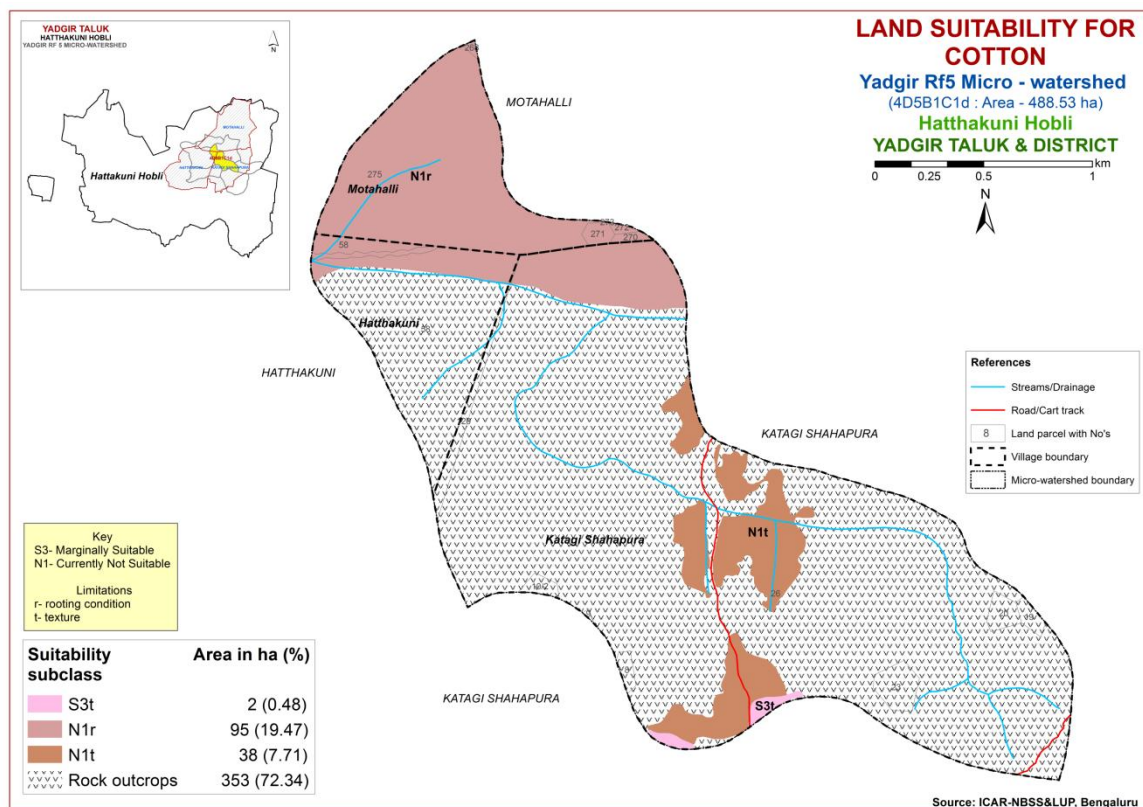 YADGIR TALUK
HATTHAKUNI HOBLI
YADGIR RF 5 MICRO-WATERSHED
N
MOTAHALLI
Hattakuni Hobli
LAND SUITABILITY FOR
COTTON
Yadgir Rf5 Micro - watershed
(4D5B1C1d : Area - 488.53 ha)
Hatthakuni Hobli
YADGIR TALUK & DISTRICT
km
0 0.25 0.5 1
N
MOTAHALLI
275
N1r
Motahalli
58
271
272
270
Hatthakuni
HATTHAKUNI
KATAGI SHAHAPURA
N1t
Katagi Shahapura
26
KATAGI SHAHAPURA
S3t
References
Streams/Drainage
Road/Cart track
8 Land parcel with No's
Village boundary
Micro-watershed boundary
Key
S3- Marginally Suitable
N1- Currently Not Suitable
Limitations
r- rooting condition
t- texture
Suitability subclass Area in ha (%)
S3t 2 (0.48)
N1r 95 (19.47)
N1t 38 (7.71)
Rock outcrops 353 (72.34)
Source: ICAR-NBSS&LUP, Bengaluru